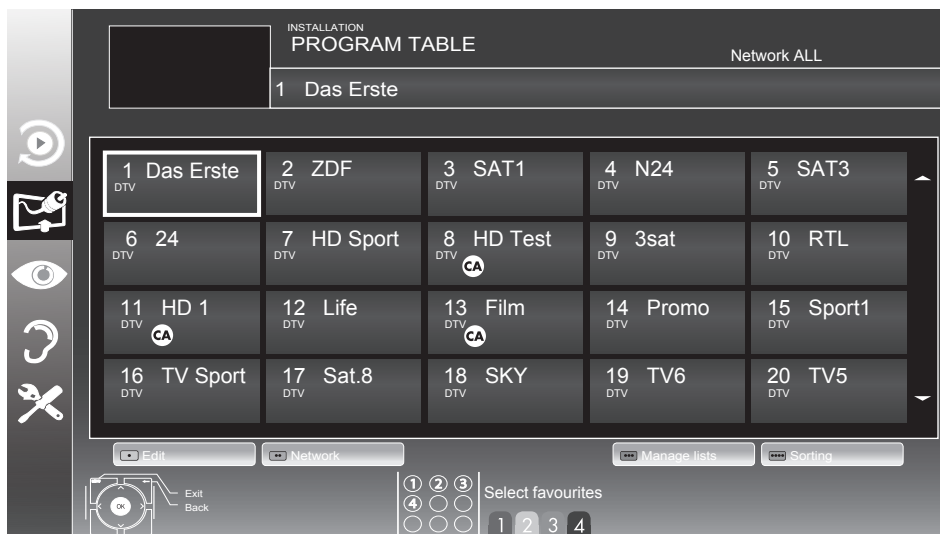 INSTALLATION
PROGRAM TABLE
Network ALL
1 Das Erste
1 Das Erste
DTV
2 ZDF
DTV
3 SAT1
DTV
4 N24
DTV
5 SAT3
DTV
6 24
DTV
7 HD Sport
DTV
8 HD Test
DTV
CA
9 3sat
DTV
10 RTL
DTV
11 HD 1
DTV
CA
12 Life
DTV
13 Film
DTV
CA
14 Promo
DTV
15 Sport1
DTV
16 TV Sport
DTV
17 Sat.8
DTV
18 SKY
DTV
19 TV6
DTV
20 TV5
DTV
Edit
Network
Manage lists
Sorting
OK
Exit
Back
1 2 3
4
Select favourites
1 2 3 4